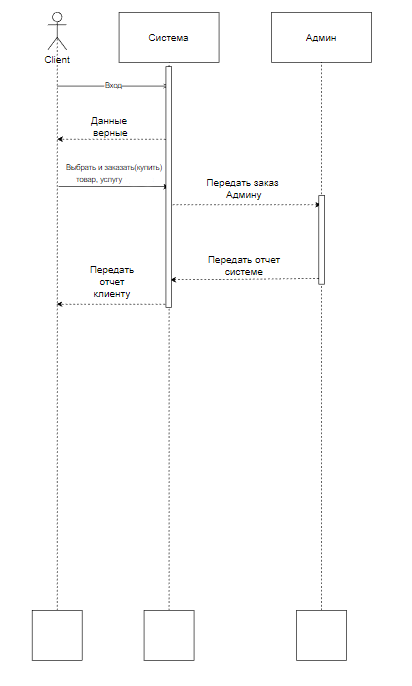 Client
Система
Админ
Вход
Данные
верные
Выбрать и заказать(купить)
товар, услугу
Передать заказ
Админу
Передать отчет
системе
Передать
отчет
клиенту